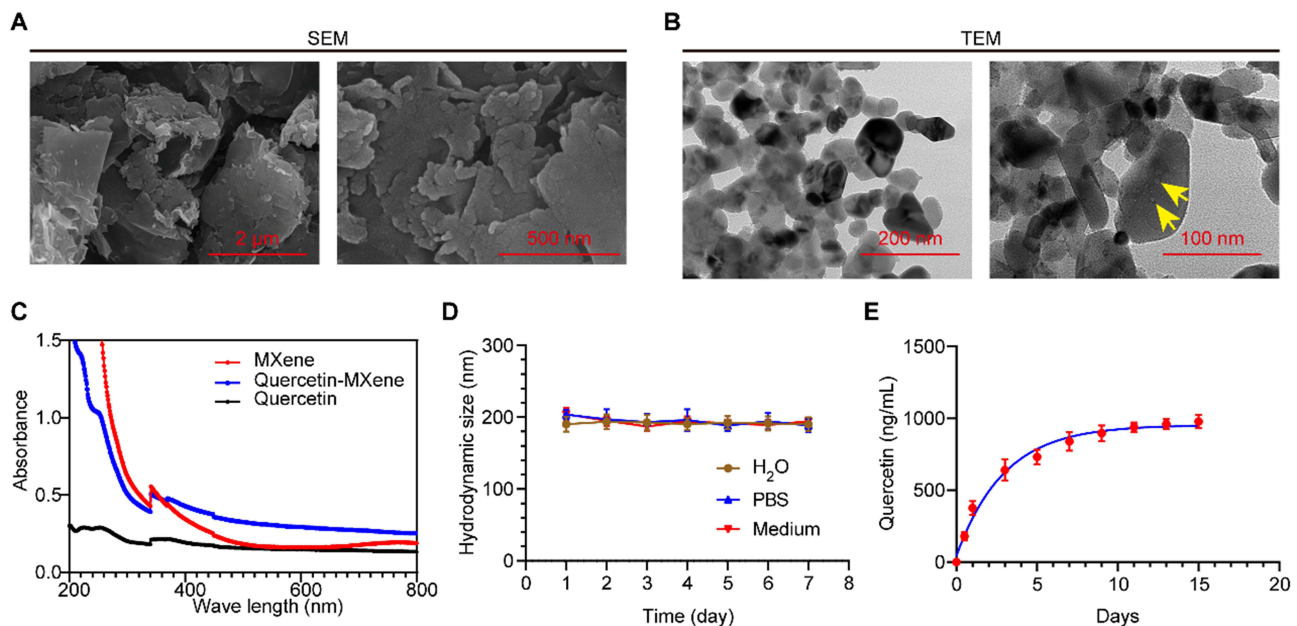 A
SEM
2 µm
500 nm
B
TEM
200 nm
100 nm
C
Absorbance
1.5
1.0
0.5
0.0
MXene
Quercetin-MXene
Quercetin
200 300 400 500 600 700 800
Wave length (nm)
D
Hydrodynamic size (nm)
300
200
100
0
H₂O
PBS
Medium
0 1 2 3 4 5 6 7 8
Time (day)
E
Quercetin (ng/mL)
1500
1000
500
0
0 5 10 15 20
Days